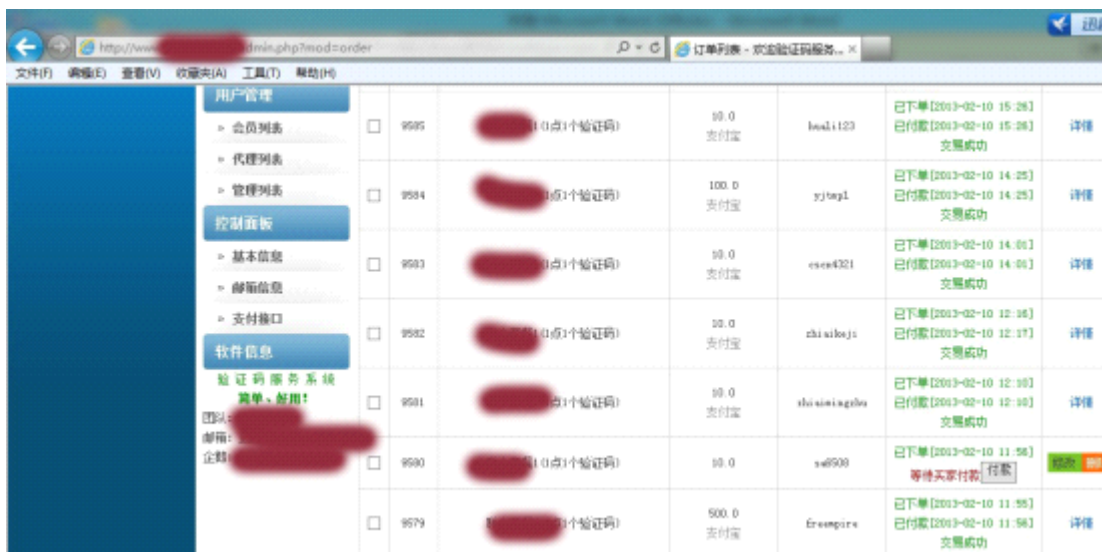 http://www dmin.php?mod=order
订单列表 - 欢迎验证码服务...
文件(F) 编辑(E) 查看(V) 收藏夹(A) 工具(T) 帮助(H)
用户管理
会员列表
代理列表
管理列表
控制面板
基本信息
邮箱信息
支付接口
软件信息
验证码服务系统
简单、好用!
团队:
邮箱:
企鹅
9585 1(1点1个验证码) 10.0 支付宝 huali123
已下单[2013-02-10 15:26]
已付款[2013-02-10 15:26]
交易成功
详情
9584 点1个验证码) 100.0 支付宝 yjtmp1
已下单[2013-02-10 14:25]
已付款[2013-02-10 14:25]
交易成功
详情
9583 点1个验证码) 10.0 支付宝
已下单[2013-02-10 14:01]
已付款[2013-02-10 14:01]
交易成功
详情
9582 1(1点1个验证码) 10.0 支付宝 zhinikeji
已下单[2013-02-10 12:16]
已付款[2013-02-10 12:17]
交易成功
详情
9581 点1个验证码) 10.0 支付宝
已下单[2013-02-10 12:10]
已付款[2013-02-10 12:10]
交易成功
详情
9580 1(1点1个验证码) 10.0
已下单[2013-02-10 11:56]
等待买家付款 付款
修改 删除
9579 1个验证码) 500.0 支付宝 freempire
已下单[2013-02-10 11:55]
已付款[2013-02-10 11:56]
交易成功
详情